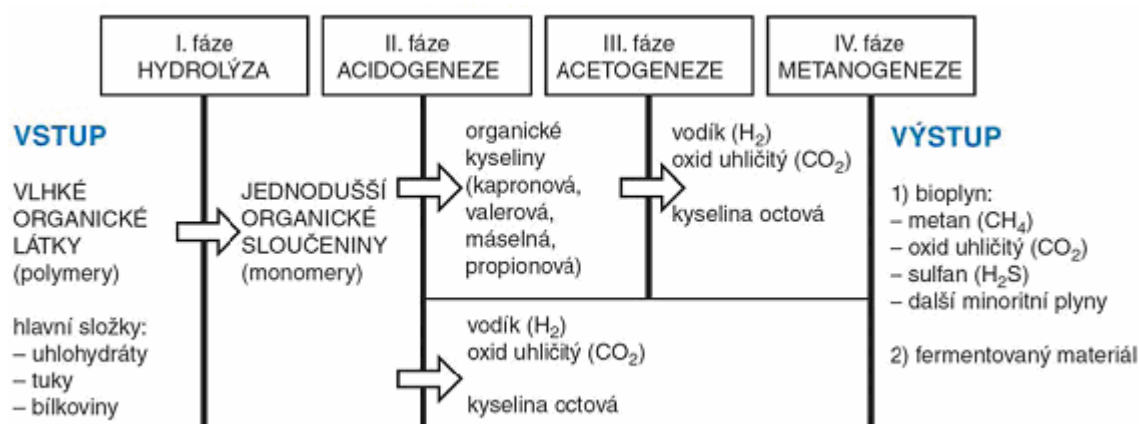 I. fáze
HYDROLÝZA
II. fáze
ACIDOGENEZE
III. fáze
ACETOGENEZE
IV. fáze
METANOGENEZE
VSTUP
VLHKÉ
ORGANICKÉ
LÁTKY
(polymery)
hlavní složky:
– uhlohydráty
– tuky
– bílkoviny
JEDNODUŠŠÍ
ORGANICKÉ
SLOUČENINY
(monomery)
organické
kyseliny
(kapronová,
valerová,
máselná,
propionová)
vodík (H₂)
oxid uhličitý (CO₂)
kyselina octová
vodík (H₂)
oxid uhličitý (CO₂)
kyselina octová
VÝSTUP
1) bioplyn:
– metan (CH₄)
– oxid uhličitý (CO₂)
– sulfan (H₂S)
– další minoritní plyny
2) fermentovaný materiál